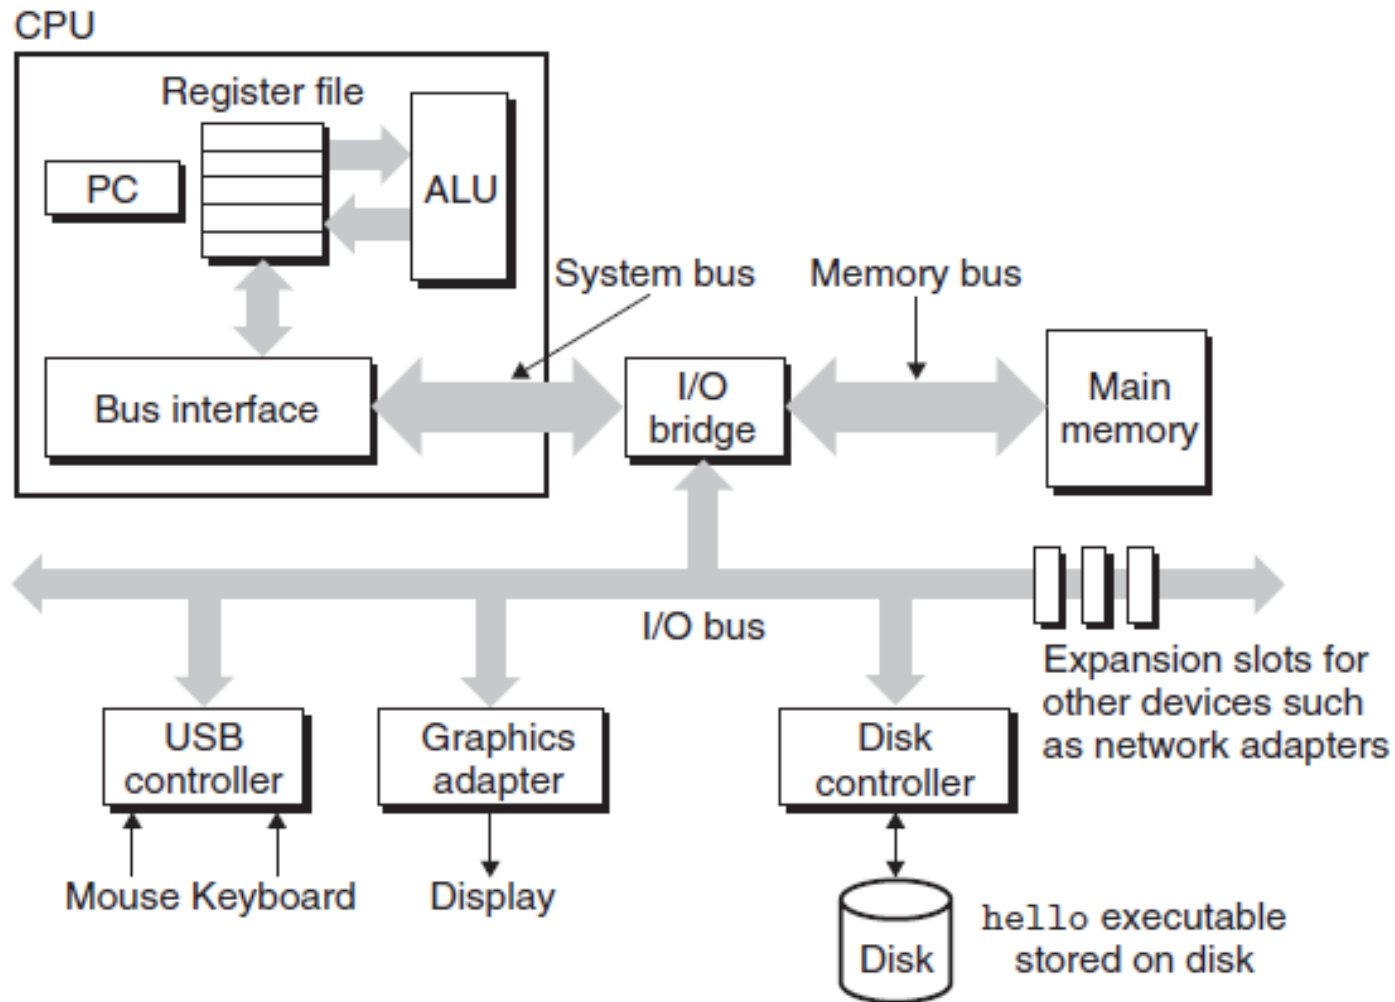 CPU
Register file
PC
ALU
System bus
Memory bus
Bus interface
I/O
bridge
Main
memory
I/O bus
Expansion slots for
other devices such
as network adapters
USB
controller
Graphics
adapter
Disk
controller
Mouse Keyboard
Display
Disk
hello executable
stored on disk